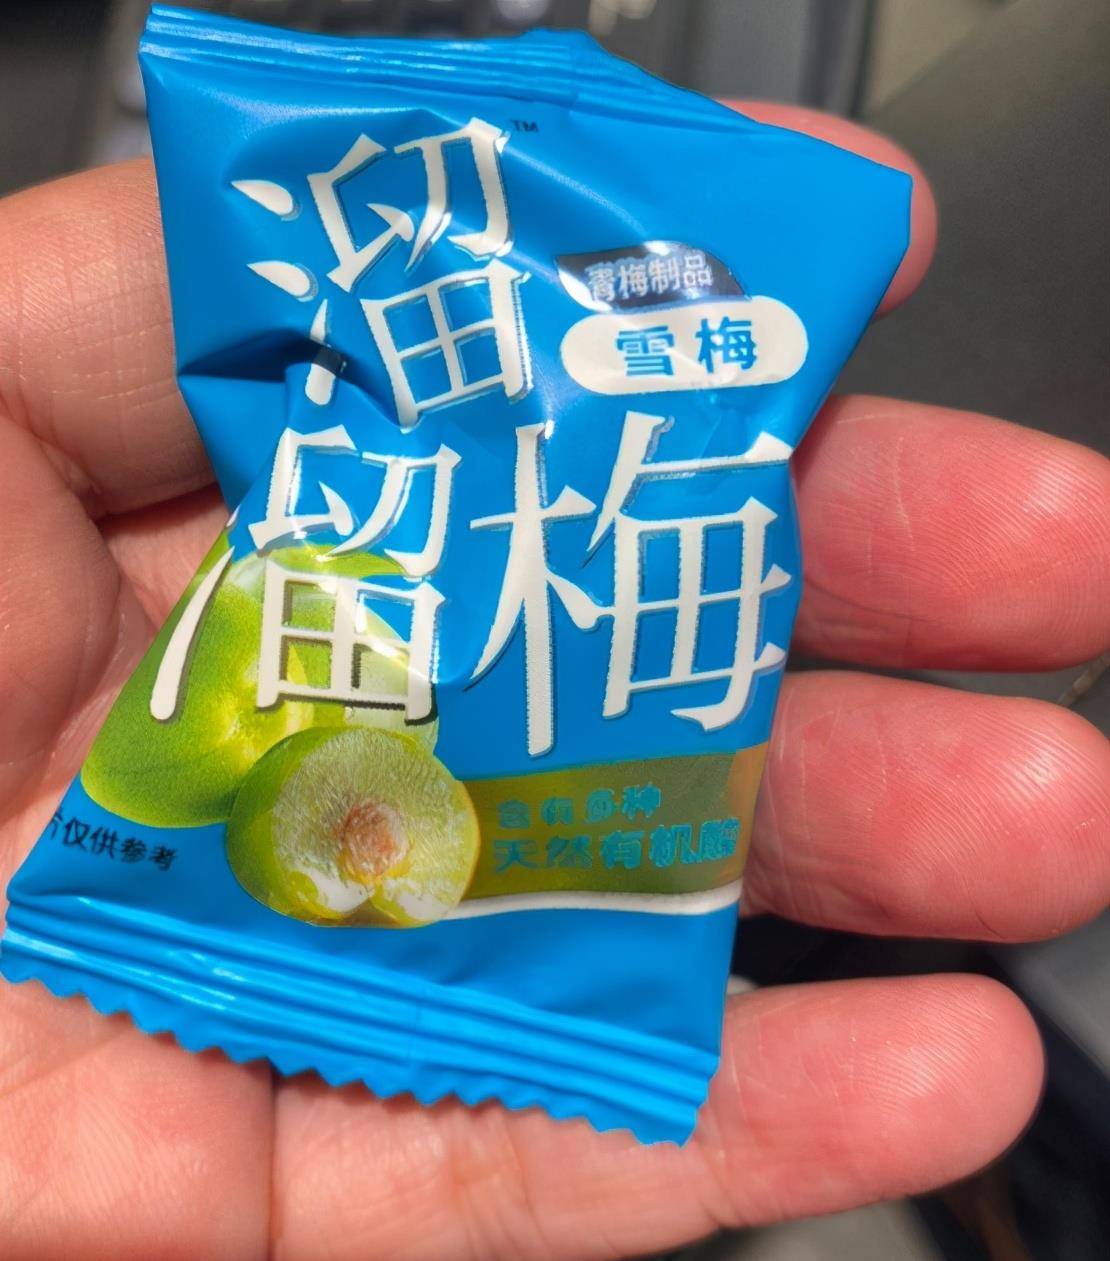 溜
TM
青梅制品
雪梅
溜梅
含有多种
天然有机酸
片仅供参考